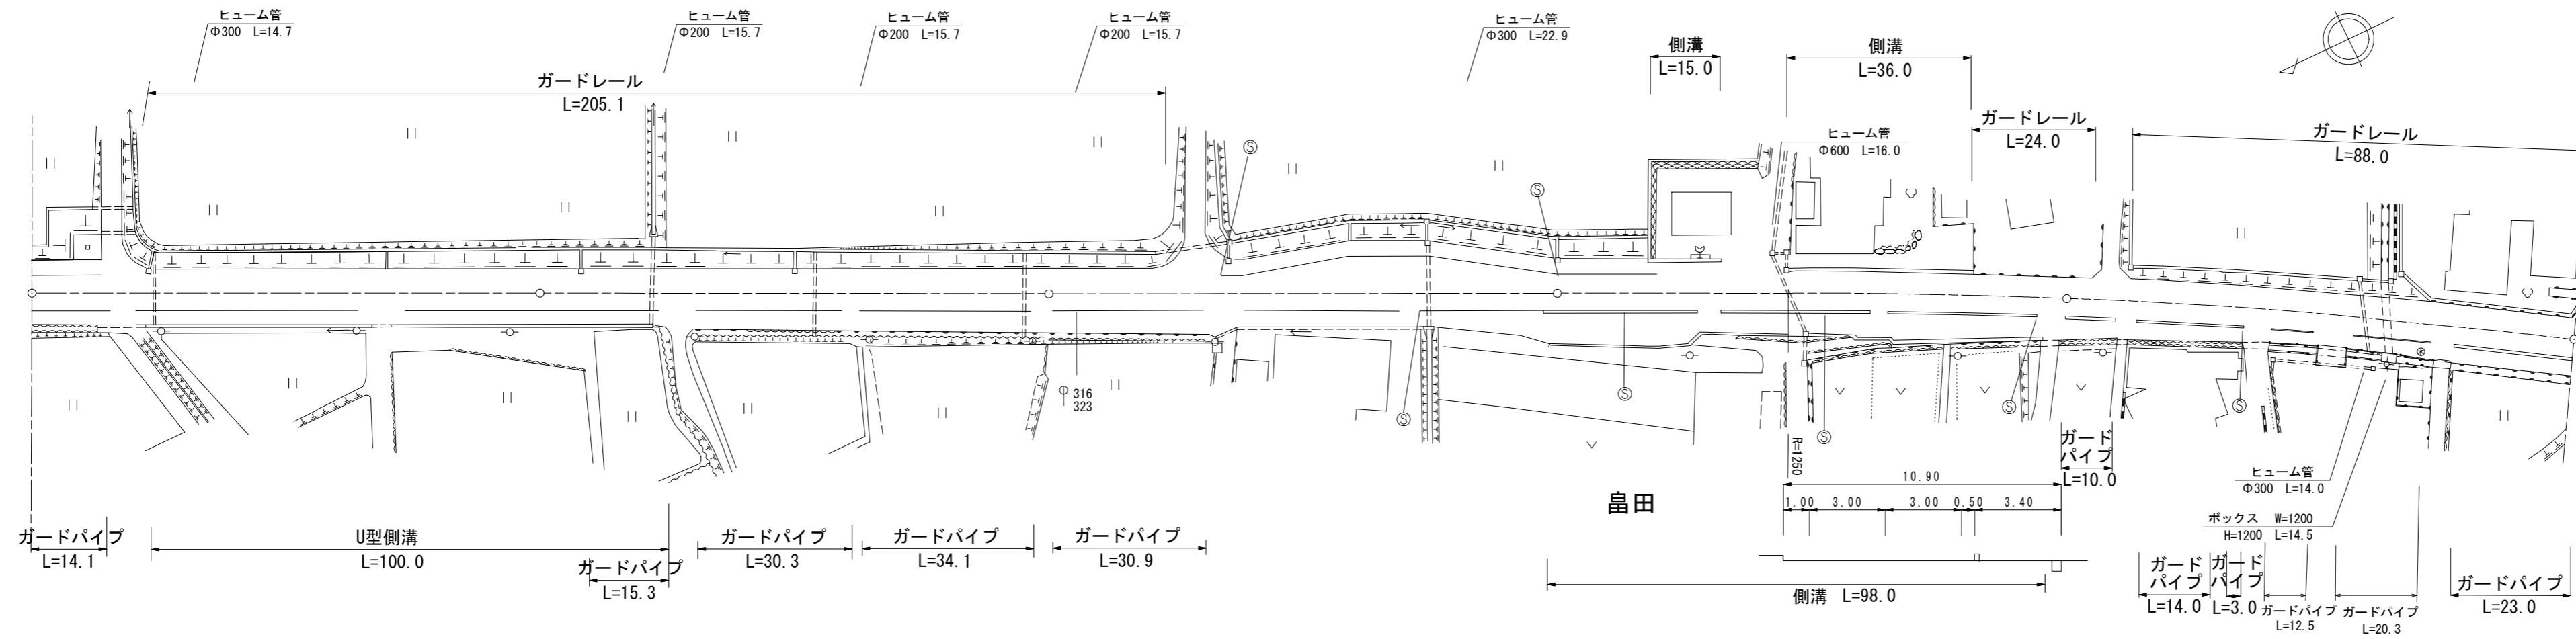 ヒューム管
Φ300 L=14.7
ヒューム管
Φ200 L=15.7
ヒューム管
Φ200 L=15.7
ヒューム管
Φ200 L=15.7
ヒューム管
Φ300 L=22.9
側溝
L=15.0
側溝
L=36.0
ガードレール
L=205.1
ヒューム管
Φ600 L=16.0
ガードレール
L=24.0
ガードレール
L=88.0
S
S
316
323
S
S
S
S
S
R=1250
ガード
パイプ
L=10.0
10.90
1.00 3.00 3.00 0.50 3.40
畠田
ヒューム管
Φ300 L=14.0
ボックス W=1200
H=1200 L=14.5
ガードパイプ
L=14.1
U型側溝
L=100.0
ガードパイプ
L=15.3
ガードパイプ
L=30.3
ガードパイプ
L=34.1
ガードパイプ
L=30.9
側溝 L=98.0
ガード
パイプ
L=14.0
ガード
パイプ
L=3.0
ガードパイプ
L=12.5
ガードパイプ
L=20.3
ガードパイプ
L=23.0